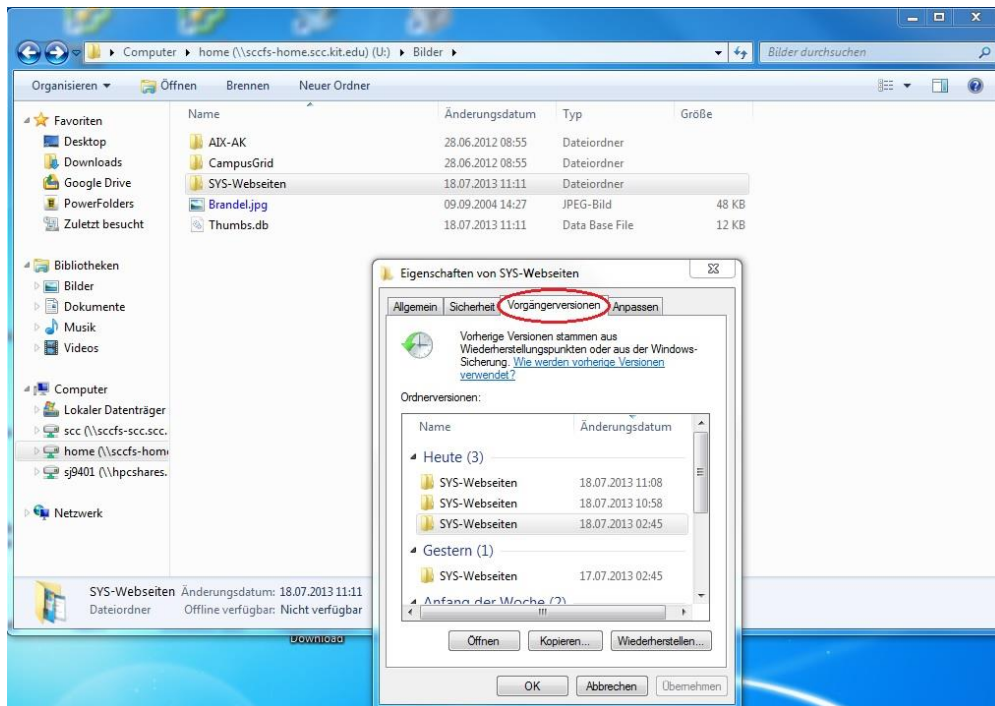 Computer ▸ home (\\sccfs-home.scc.kit.edu) (U:) ▸ Bilder ▸
Bilder durchsuchen
Organisieren Öffnen Brennen Neuer Ordner
Name Änderungsdatum Typ Größe
AIX-AK 28.06.2012 08:55 Dateiordner
CampusGrid 28.06.2012 08:55 Dateiordner
SYS-Webseiten 18.07.2013 11:11 Dateiordner
Brandel.jpg 09.09.2004 14:27 JPEG-Bild 48 KB
Thumbs.db 18.07.2013 11:11 Data Base File 12 KB
Favoriten
Desktop
Downloads
Google Drive
PowerFolders
Zuletzt besucht
Bibliotheken
Bilder
Dokumente
Musik
Videos
Computer
Lokaler Datenträger
scc (\\sccfs-scc.scc.
home (\\sccfs-home
sj9401 (\\hpcshares.
Netzwerk
Eigenschaften von SYS-Webseiten
Allgemein Sicherheit Vorgängerversionen Anpassen
Vorherige Versionen stammen aus
Wiederherstellungspunkten oder aus der Windows-
Sicherung. Wie werden vorherige Versionen
verwendet?
Ordnerversionen:
Name Änderungsdatum
Heute (3)
SYS-Webseiten 18.07.2013 11:08
SYS-Webseiten 18.07.2013 10:58
SYS-Webseiten 18.07.2013 02:45
Gestern (1)
SYS-Webseiten 17.07.2013 02:45
Anfang der Woche (2)
Öffnen Kopieren... Wiederherstellen...
OK Abbrechen Übernehmen
SYS-Webseiten Änderungsdatum: 18.07.2013 11:11
Dateiordner Offline verfügbar: Nicht verfügbar
Download